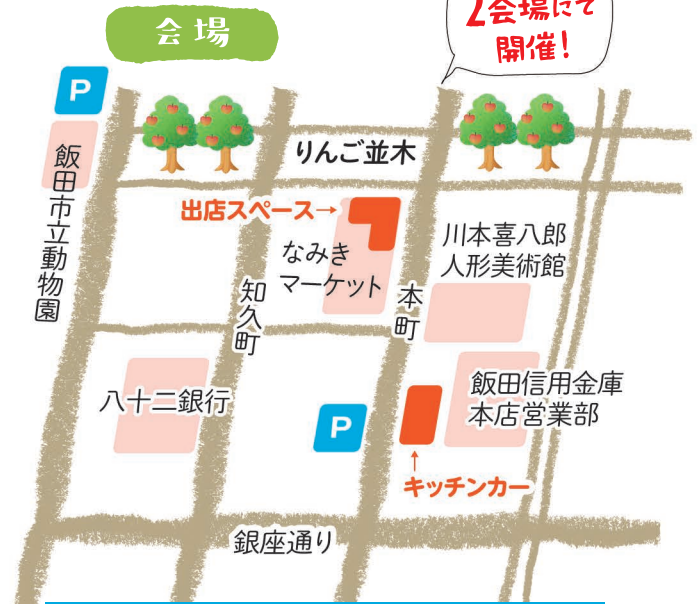 会場
2会場にて
開催!
P
飯田市立動物園
りんご並木
出店スペース→
なみき
マーケット
川本喜八郎
人形美術館
知久町
本町
八十二銀行
P
飯田信用金庫
本店営業部
↑
キッチンカー
銀座通り